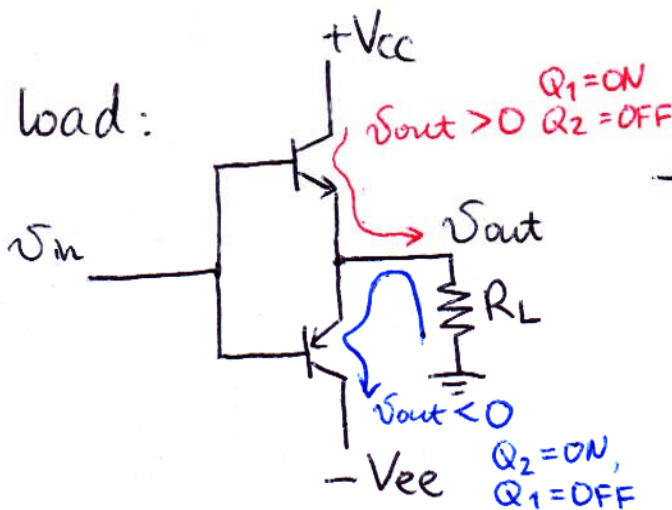 +Vcc
load:
Q1=ON
vout>0 Q2=OFF
vin
vout
RL
vout<0
-Vee
Q2=ON,
Q1=OFF